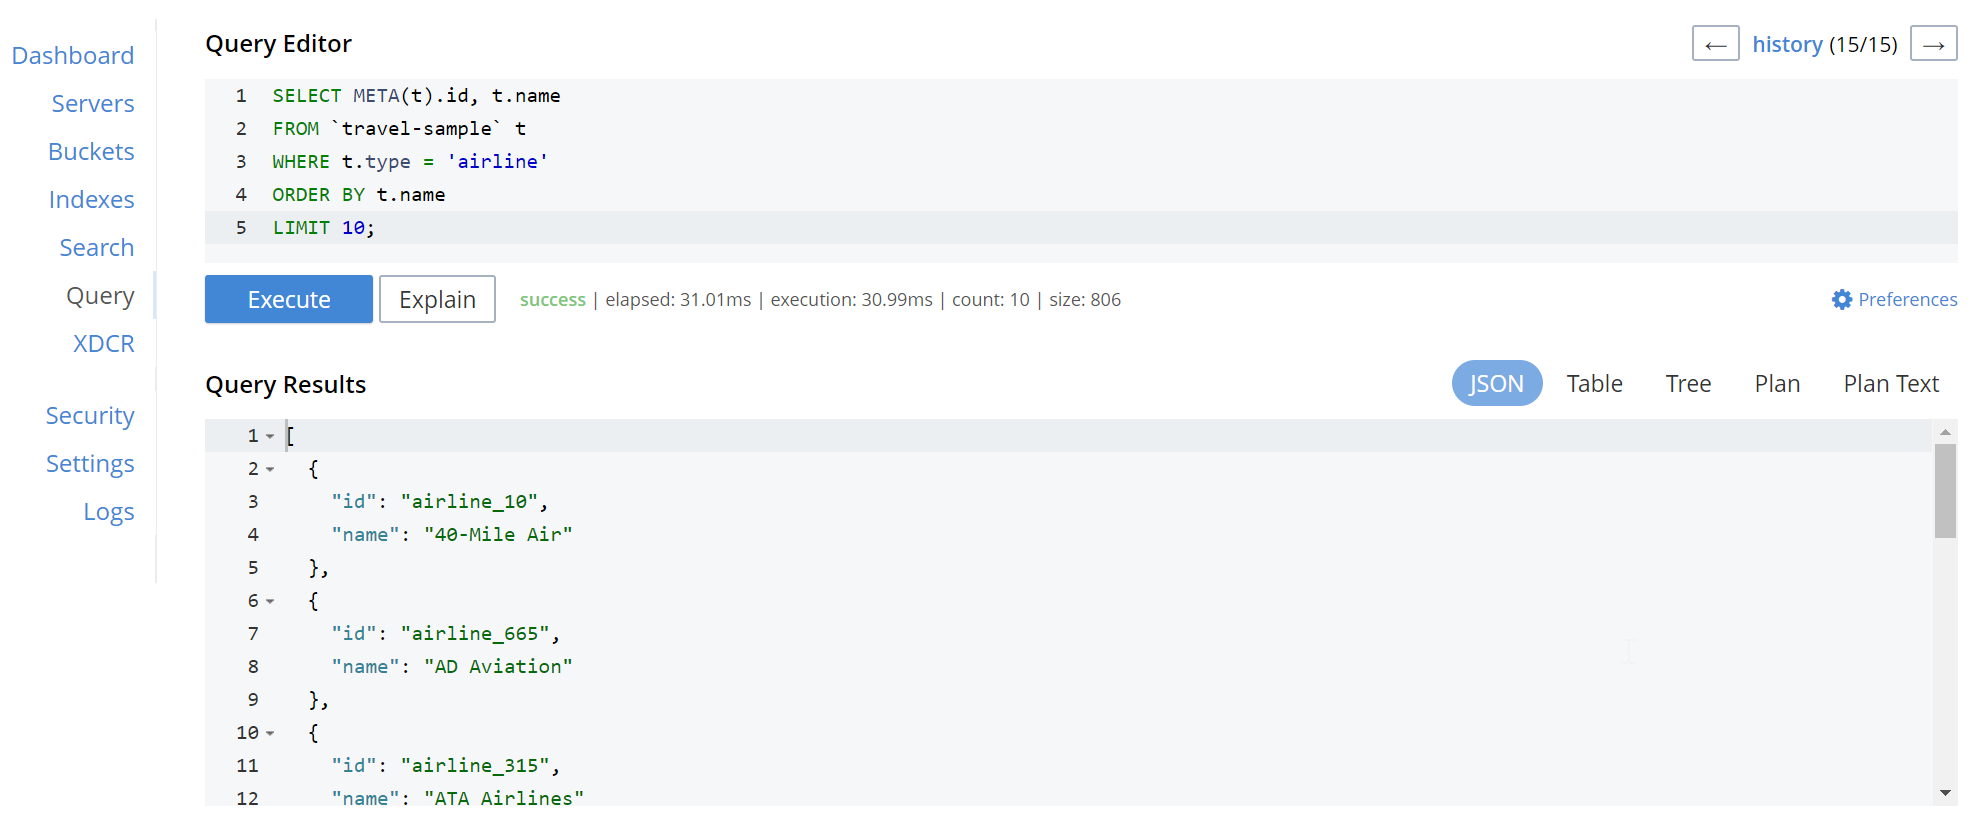 Dashboard
Servers
Buckets
Indexes
Search
Query
XDCR
Security
Settings
Logs
Query Editor
← history (15/15) →
1 SELECT META(t).id, t.name
2 FROM `travel-sample` t
3 WHERE t.type = 'airline'
4 ORDER BY t.name
5 LIMIT 10;
Execute Explain success | elapsed: 31.01ms | execution: 30.99ms | count: 10 | size: 806 Preferences
Query Results JSON Table Tree Plan Plan Text
1 [
2 {
3 "id": "airline_10",
4 "name": "40-Mile Air"
5 },
6 {
7 "id": "airline_665",
8 "name": "AD Aviation"
9 },
10 {
11 "id": "airline_315",
12 "name": "ATA Airlines"